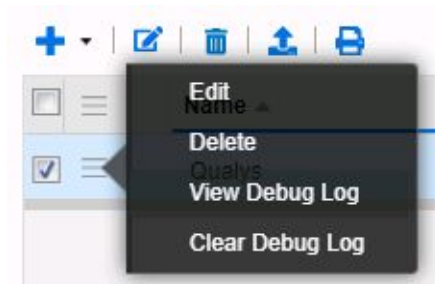 Edit
Name
Delete
Qualys
View Debug Log
Clear Debug Log